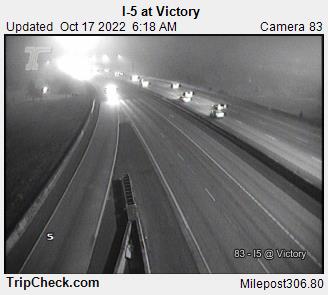 I-5 at Victory
Updated Oct 17 2022 6:18 AM Camera 83
T
S
83 - I5 @ Victory
TripCheck.com Milepost306.80